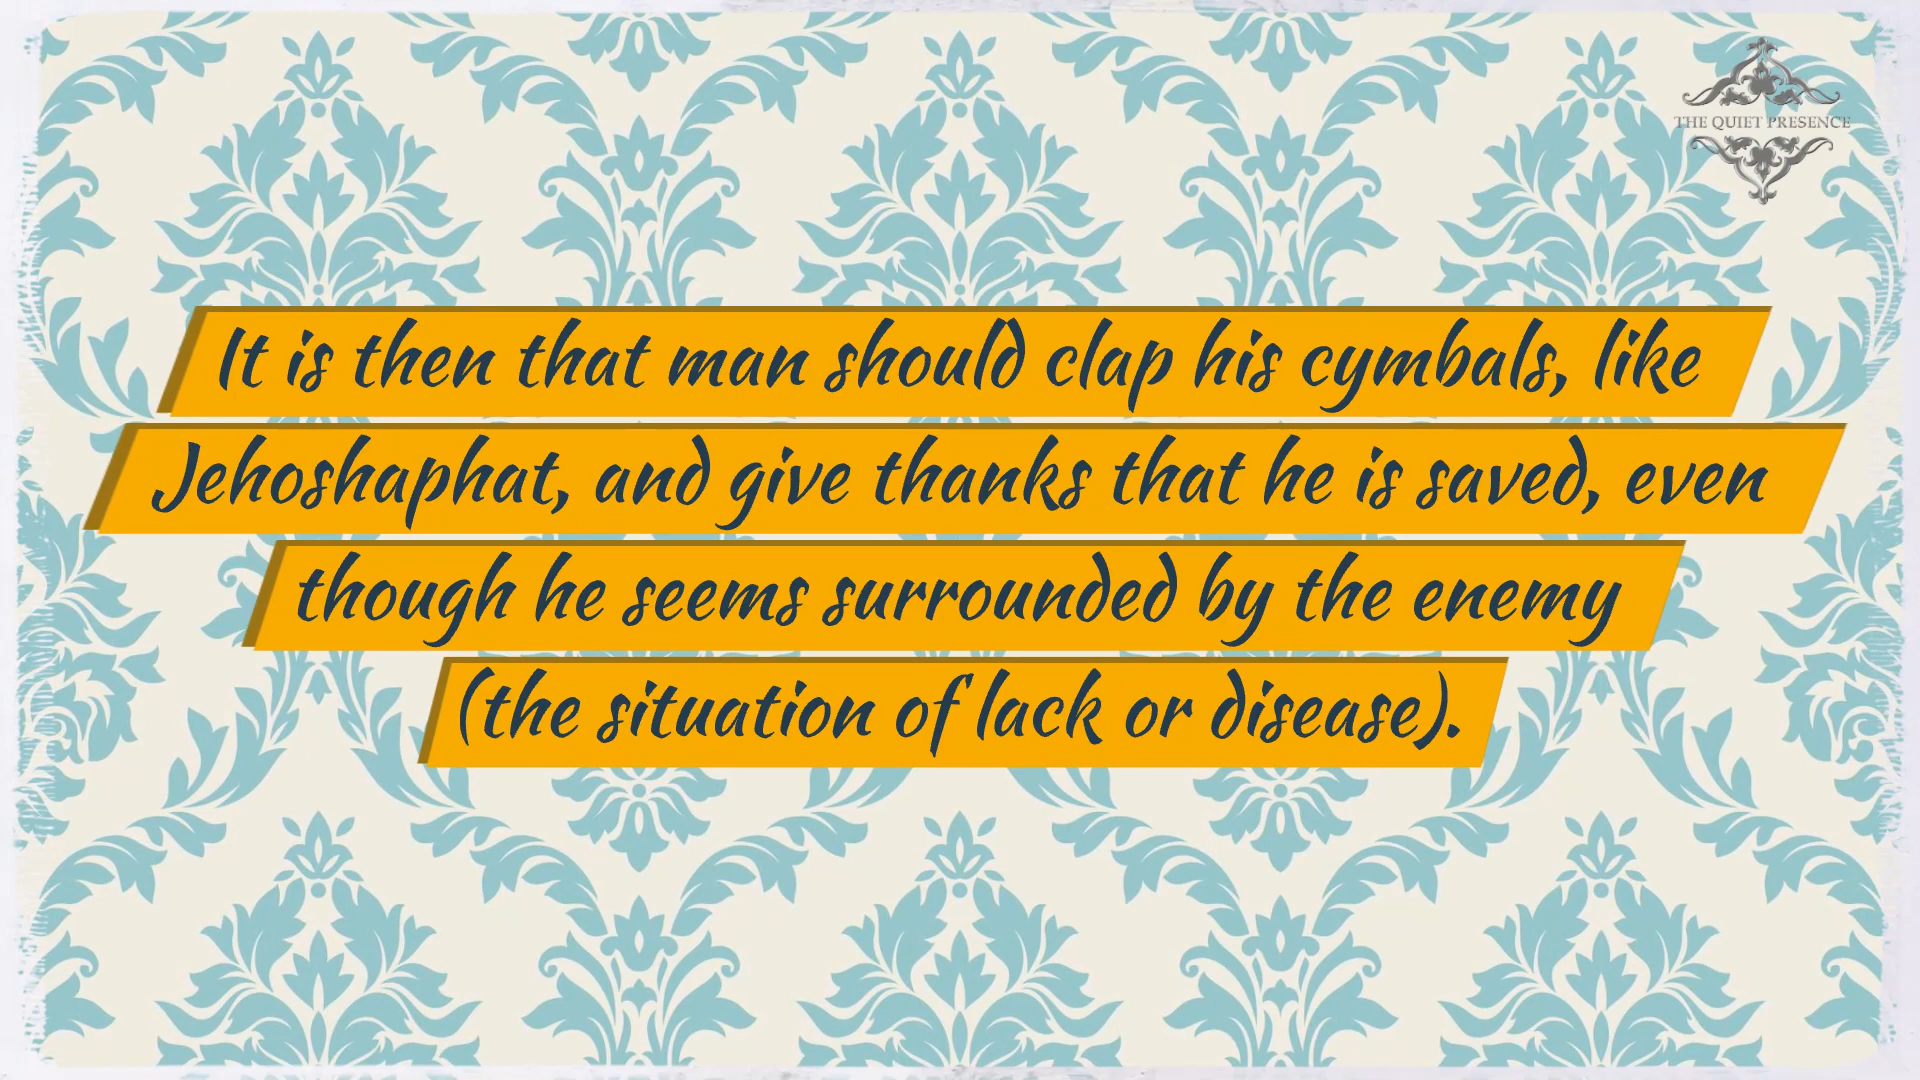 THE QUIET PRESENCE
It is then that man should clap his cymbals, like
Jehoshaphat, and give thanks that he is saved, even
though he seems surrounded by the enemy
(the situation of lack or disease).